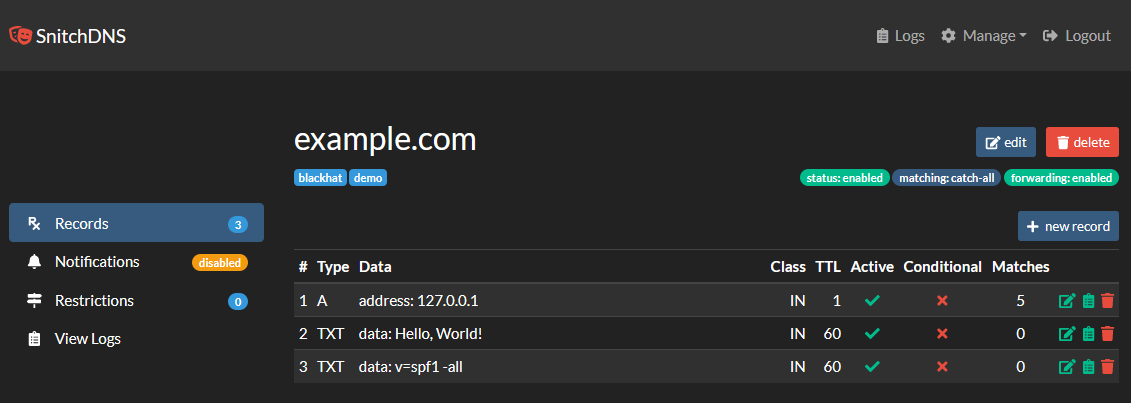 SnitchDNS Logs Manage Logout
example.com edit delete
blackhat demo status: enabled matching: catch-all forwarding: enabled
Records 3
Notifications disabled
Restrictions 0
View Logs
new record
# Type Data Class TTL Active Conditional Matches
1 A address: 127.0.0.1 IN 1 5
2 TXT data: Hello, World! IN 60 0
3 TXT data: v=spf1 -all IN 60 0